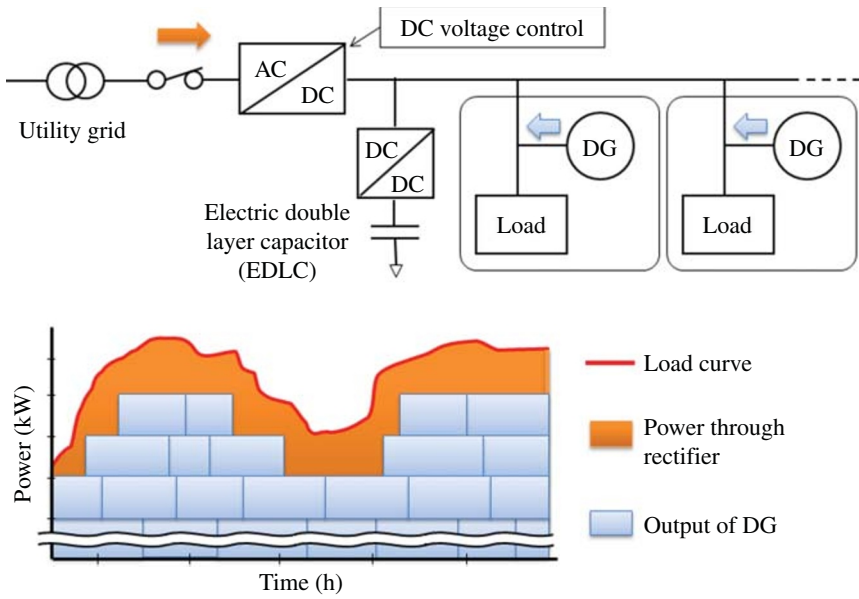 DC voltage control
AC
DC
Utility grid
DC
DC
DG
DG
Load
Load
Electric double
layer capacitor
(EDLC)
Power (kW)
Time (h)
Load curve
Power through
rectifier
Output of DG